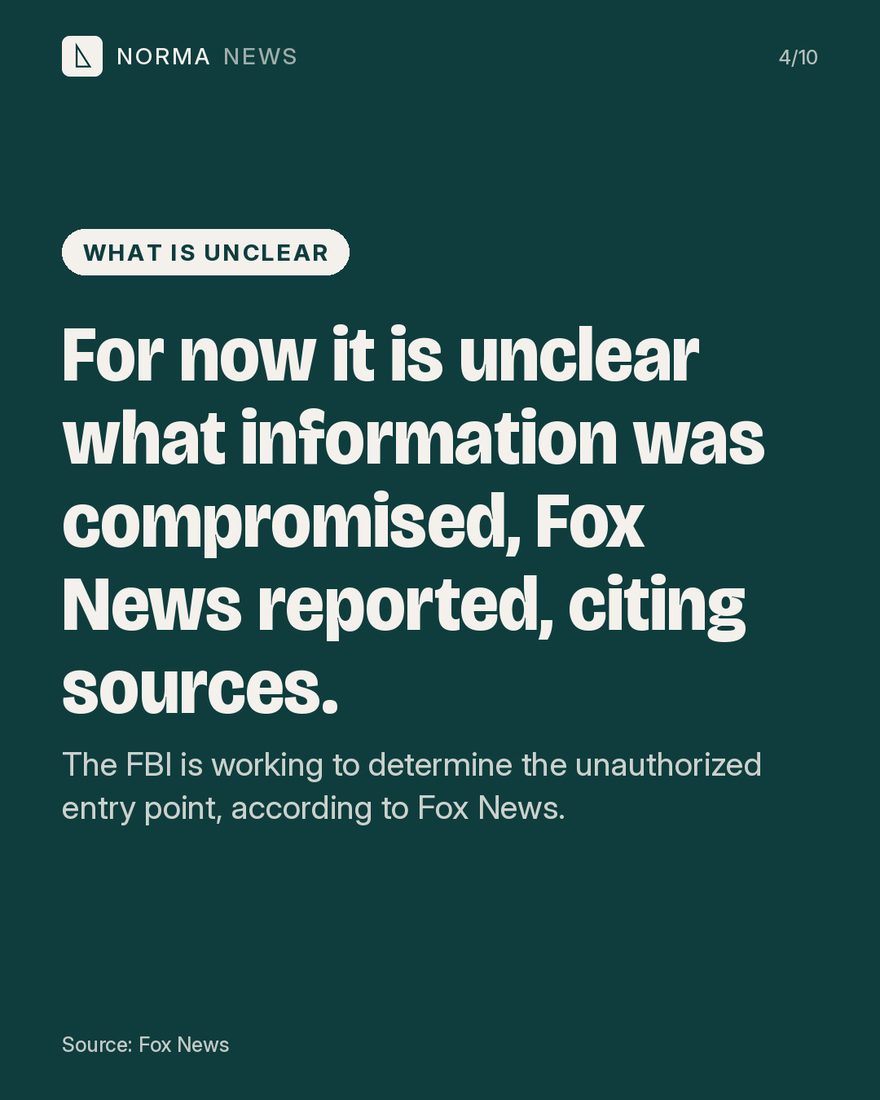 NORMA NEWS
4/10
WHAT IS UNCLEAR
For now it is unclear
what information was
compromised, Fox
News reported, citing
sources.
The FBI is working to determine the unauthorized
entry point, according to Fox News.
Source: Fox News